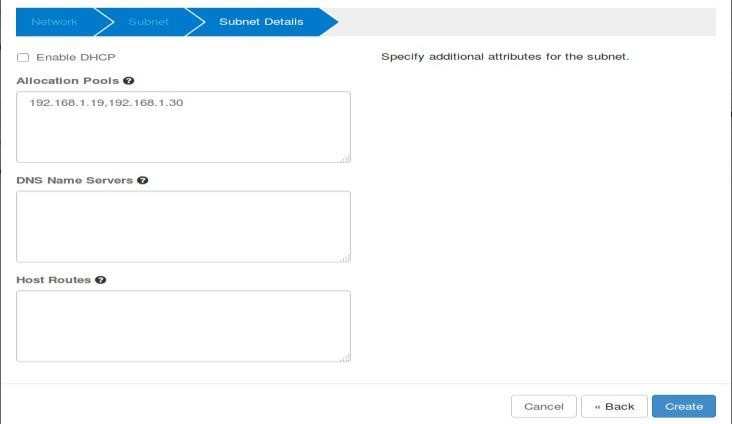 Network Subnet Subnet Details
Enable DHCP
Specify additional attributes for the subnet.
Allocation Pools
192.168.1.19,192.168.1.30
DNS Name Servers
Host Routes
Cancel « Back Create